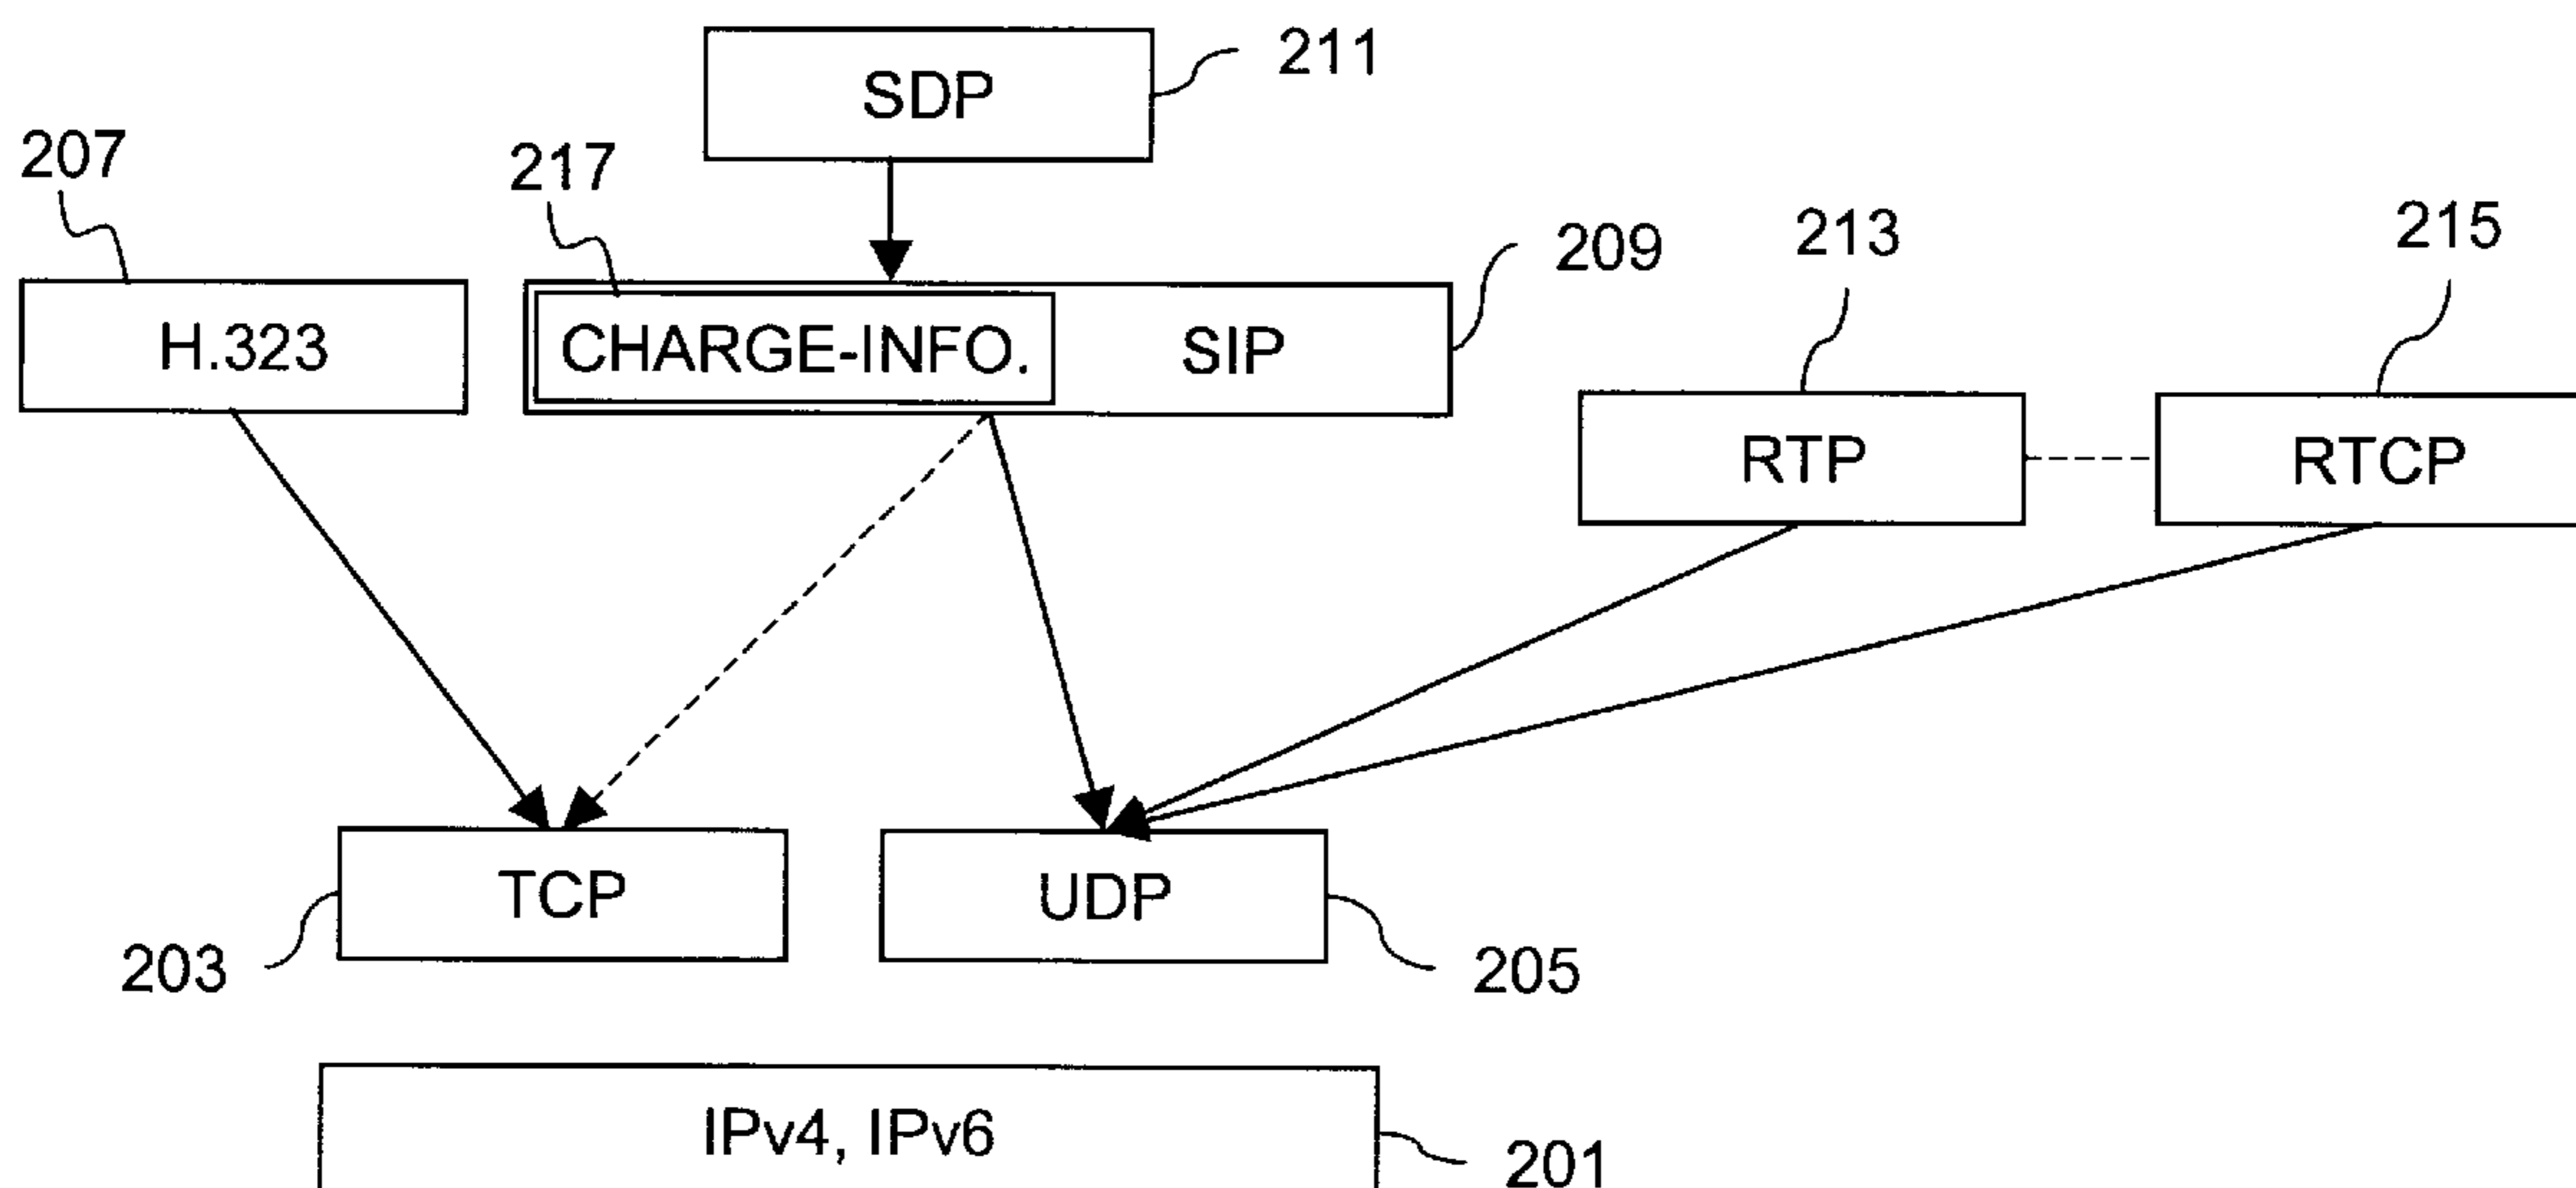 SDP
211
207
217
209
213
215
H.323
CHARGE-INFO.
SIP
RTP
RTCP
TCP
UDP
203
205
IPv4, IPv6
201